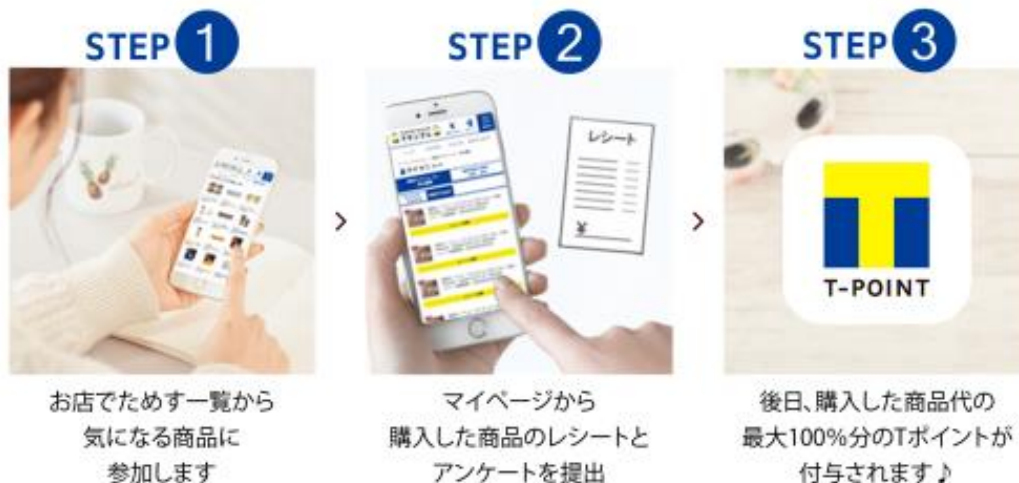 STEP 1
STEP 2
STEP 3
レシート
¥
T-POINT
お店でためす一覧から
気になる商品に
参加します
マイページから
購入した商品のレシートと
アンケートを提出
後日、購入した商品代の
最大100%分のTポイントが
付与されます♪